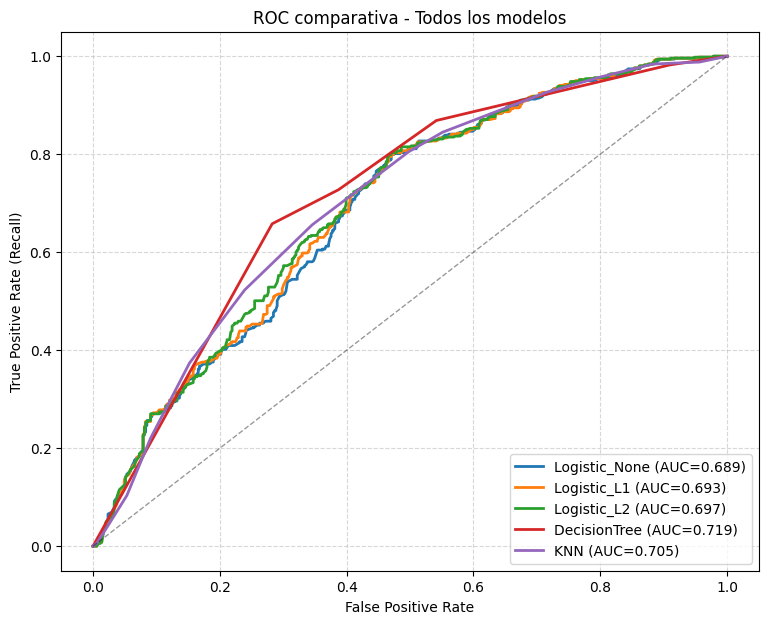 ROC comparativa - Todos los modelos
True Positive Rate (Recall)
1.0
0.8
0.6
0.4
0.2
0.0
Logistic_None (AUC=0.689)
Logistic_L1 (AUC=0.693)
Logistic_L2 (AUC=0.697)
DecisionTree (AUC=0.719)
KNN (AUC=0.705)
0.0 0.2 0.4 0.6 0.8 1.0
False Positive Rate